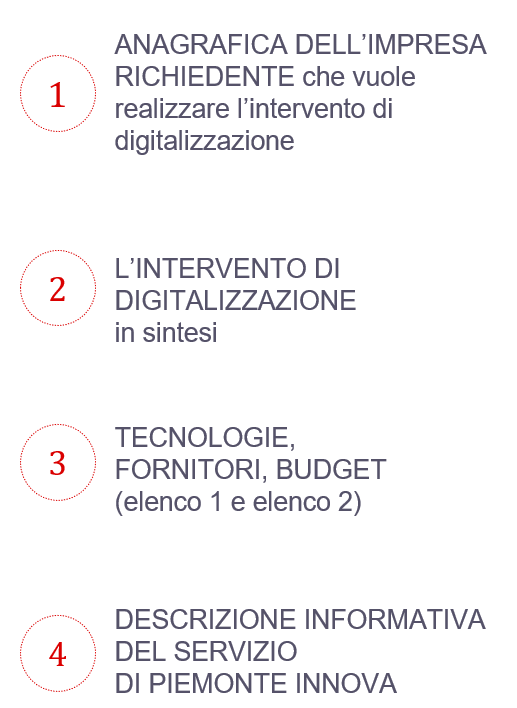 1
ANAGRAFICA DELL’IMPRESA
RICHIEDENTE che vuole
realizzare l’intervento di
digitalizzazione
2
L’INTERVENTO DI
DIGITALIZZAZIONE
in sintesi
3
TECNOLOGIE,
FORNITORI, BUDGET
(elenco 1 e elenco 2)
4
DESCRIZIONE INFORMATIVA
DEL SERVIZIO
DI PIEMONTE INNOVA